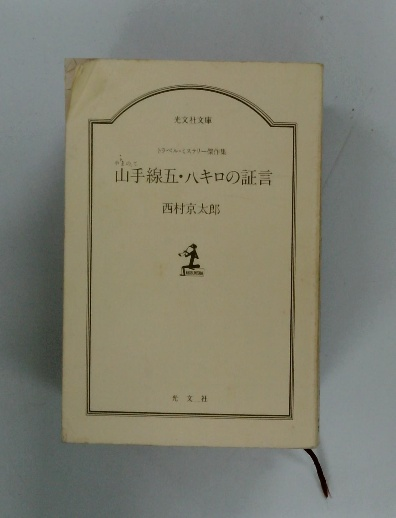 光文社文庫
トラベル・ミステリー傑作集
やまのて
山手線五・八キロの証言
西村京太郎
光文社